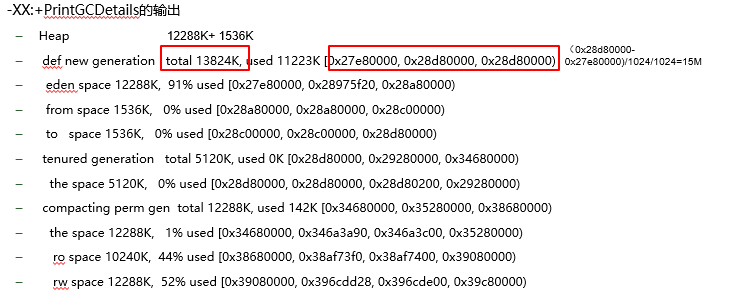 -XX:+PrintGCDetails的输出
– Heap 12288K+ 1536K
– def new generation total 13824K, used 11223K [0x27e80000, 0x28d80000, 0x28d80000)
(0x28d80000-
0x27e80000)/1024/1024=15M
– eden space 12288K, 91% used [0x27e80000, 0x28975f20, 0x28a80000)
– from space 1536K, 0% used [0x28a80000, 0x28a80000, 0x28c00000)
– to space 1536K, 0% used [0x28c00000, 0x28c00000, 0x28d80000)
– tenured generation total 5120K, used 0K [0x28d80000, 0x29280000, 0x34680000)
– the space 5120K, 0% used [0x28d80000, 0x28d80000, 0x28d80200, 0x29280000)
– compacting perm gen total 12288K, used 142K [0x34680000, 0x35280000, 0x38680000)
– the space 12288K, 1% used [0x34680000, 0x346a3a90, 0x346a3c00, 0x35280000)
– ro space 10240K, 44% used [0x38680000, 0x38af73f0, 0x38af7400, 0x39080000)
– rw space 12288K, 52% used [0x39080000, 0x396cdd28, 0x396cde00, 0x39c80000)